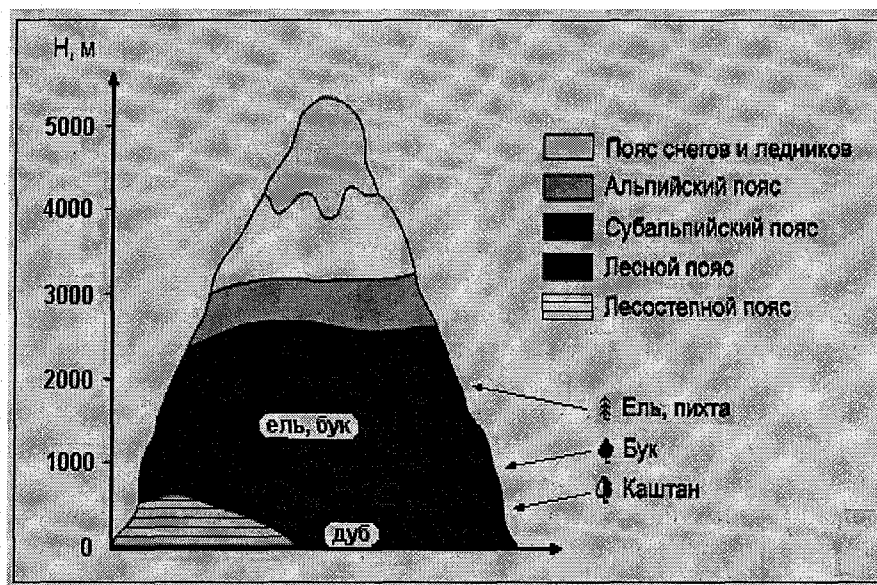 Н, м
5000
4000
3000
2000
1000
0
Пояс снегов и ледников
Альпийский пояс
Субальпийский пояс
Лесной пояс
Лесостепной пояс
Ель, пихта
Бук
Каштан
ель, бук
дуб